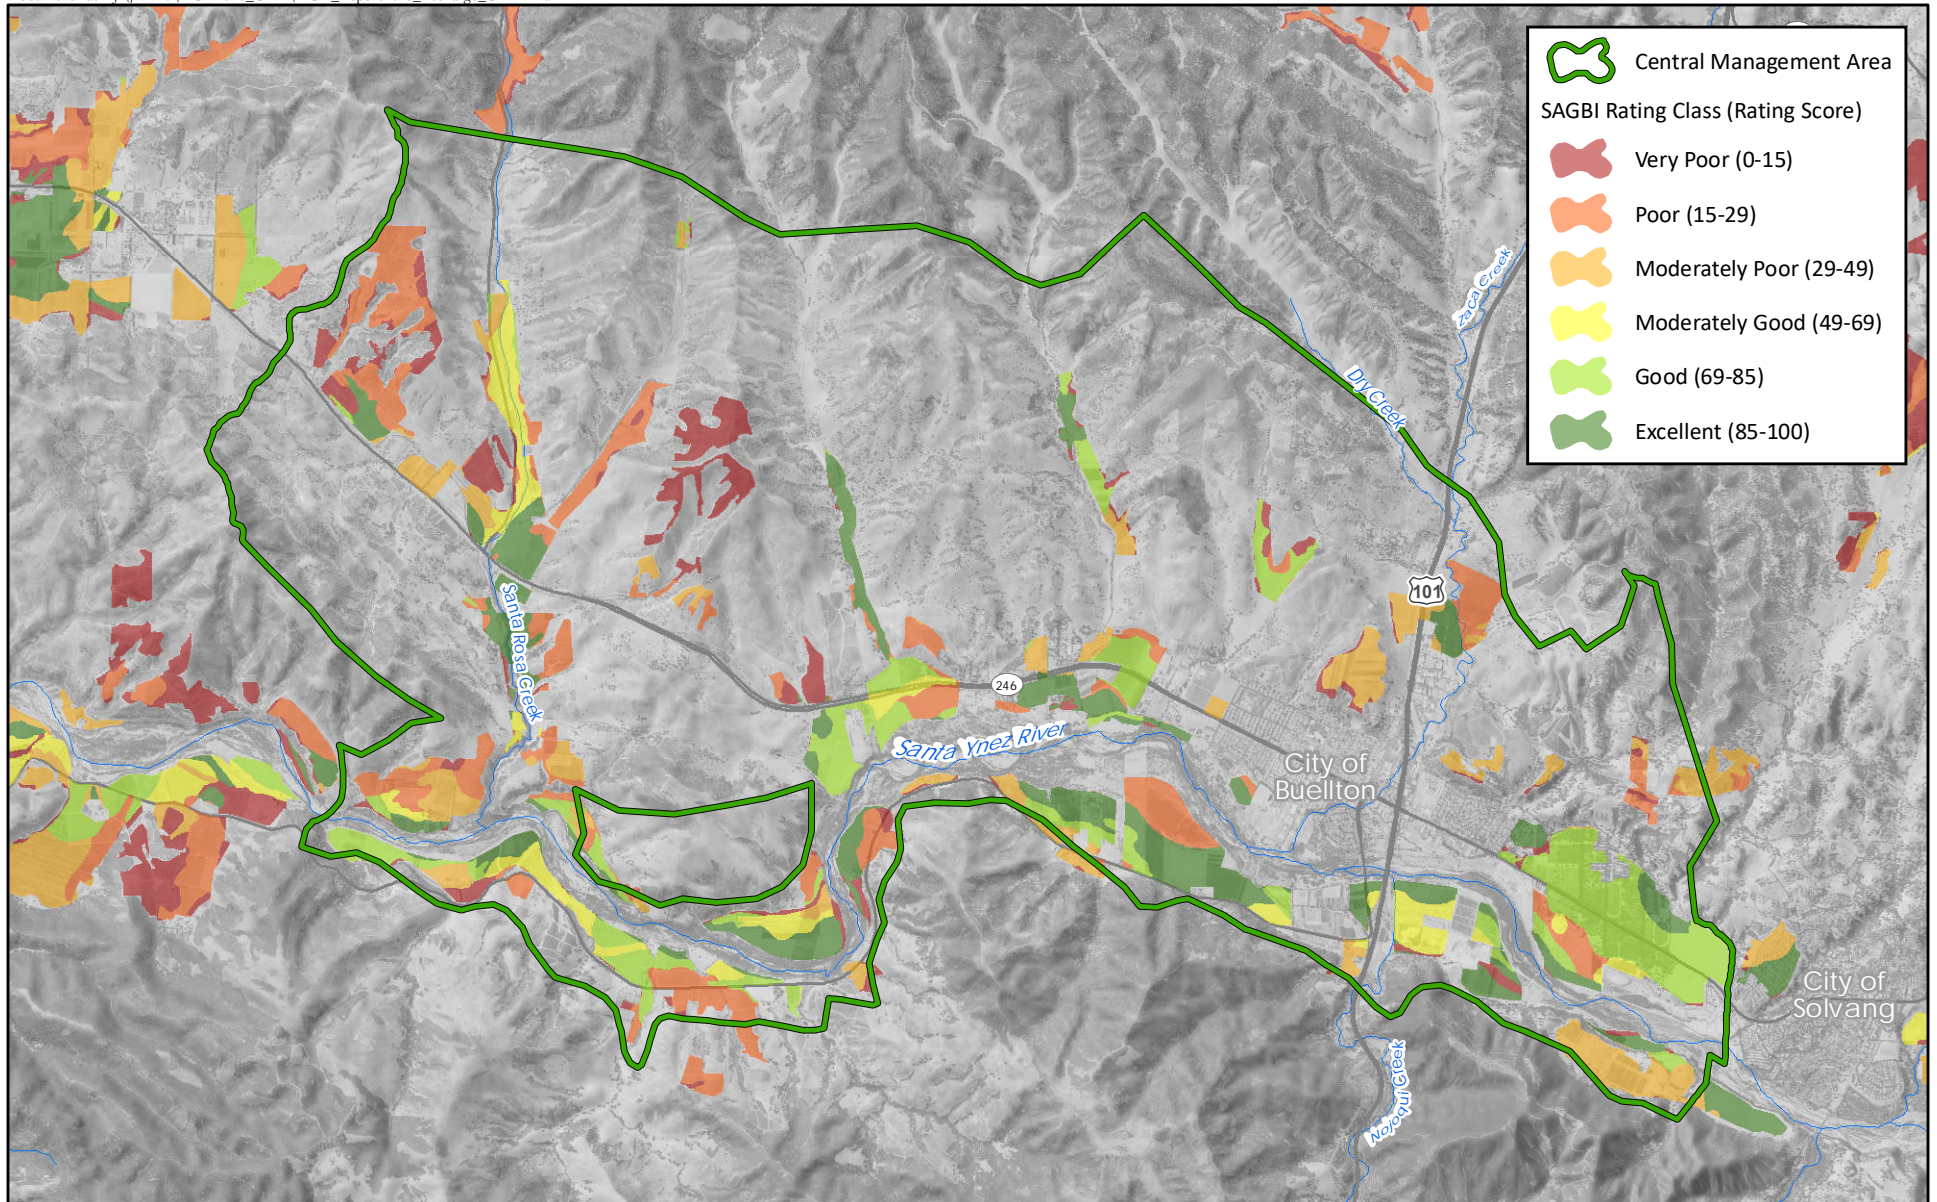 Central Management Area
SAGBI Rating Class (Rating Score)
Very Poor (0-15)
Poor (15-29)
Moderately Poor (29-49)
Moderately Good (49-69)
Good (69-85)
Excellent (85-100)
Zaca Creek
Dry Creek
101
Santa Rosa Creek
246
Santa Ynez River
City of
Buellton
City of
Solvang
Nojoqui Creek